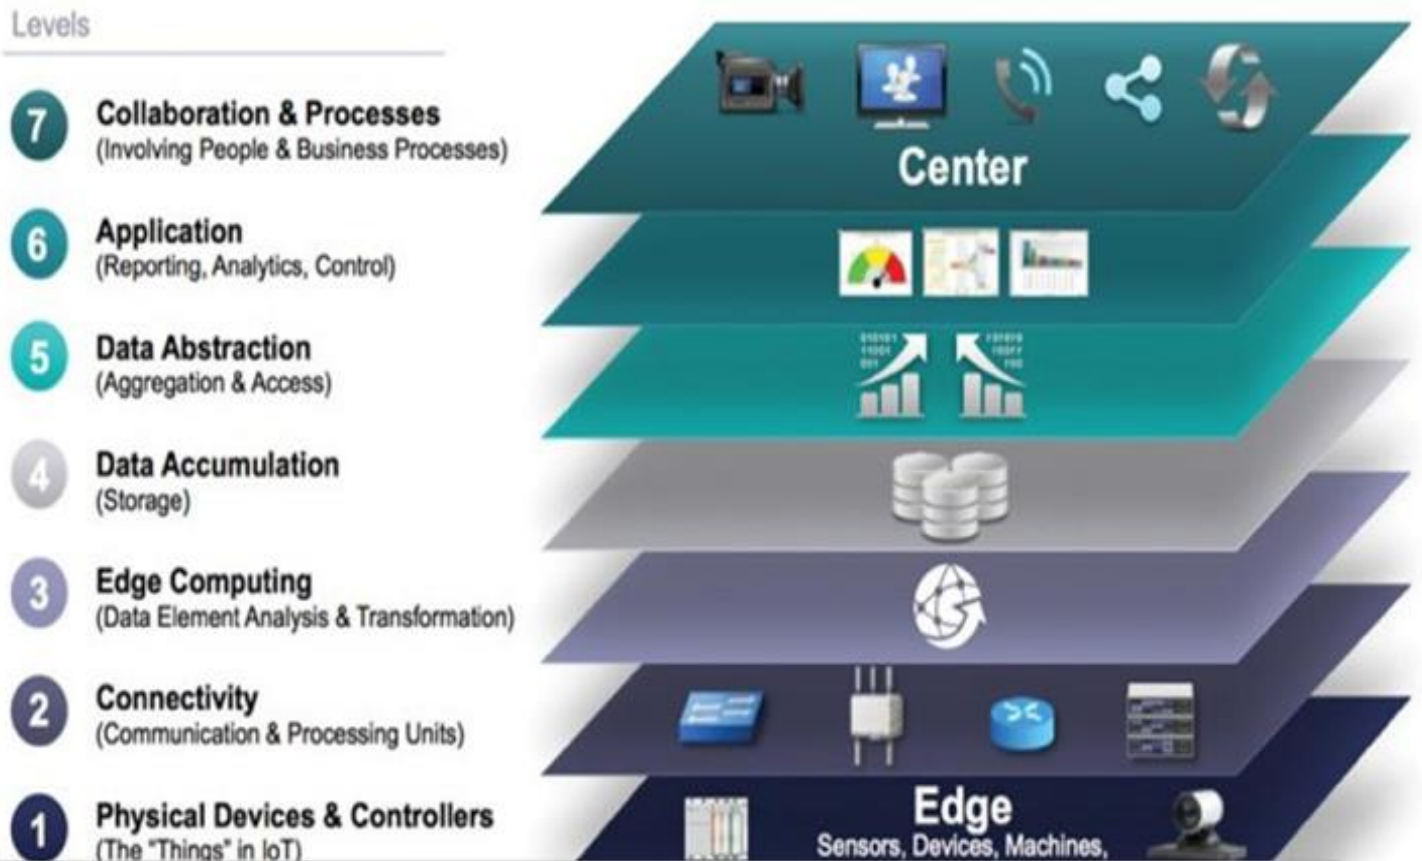 Levels
7
Collaboration & Processes
(Involving People & Business Processes)
Center
6
Application
(Reporting, Analytics, Control)
5
Data Abstraction
(Aggregation & Access)
4
Data Accumulation
(Storage)
3
Edge Computing
(Data Element Analysis & Transformation)
2
Connectivity
(Communication & Processing Units)
1
Physical Devices & Controllers
(The "Things" in IoT)
Edge
Sensors, Devices, Machines,